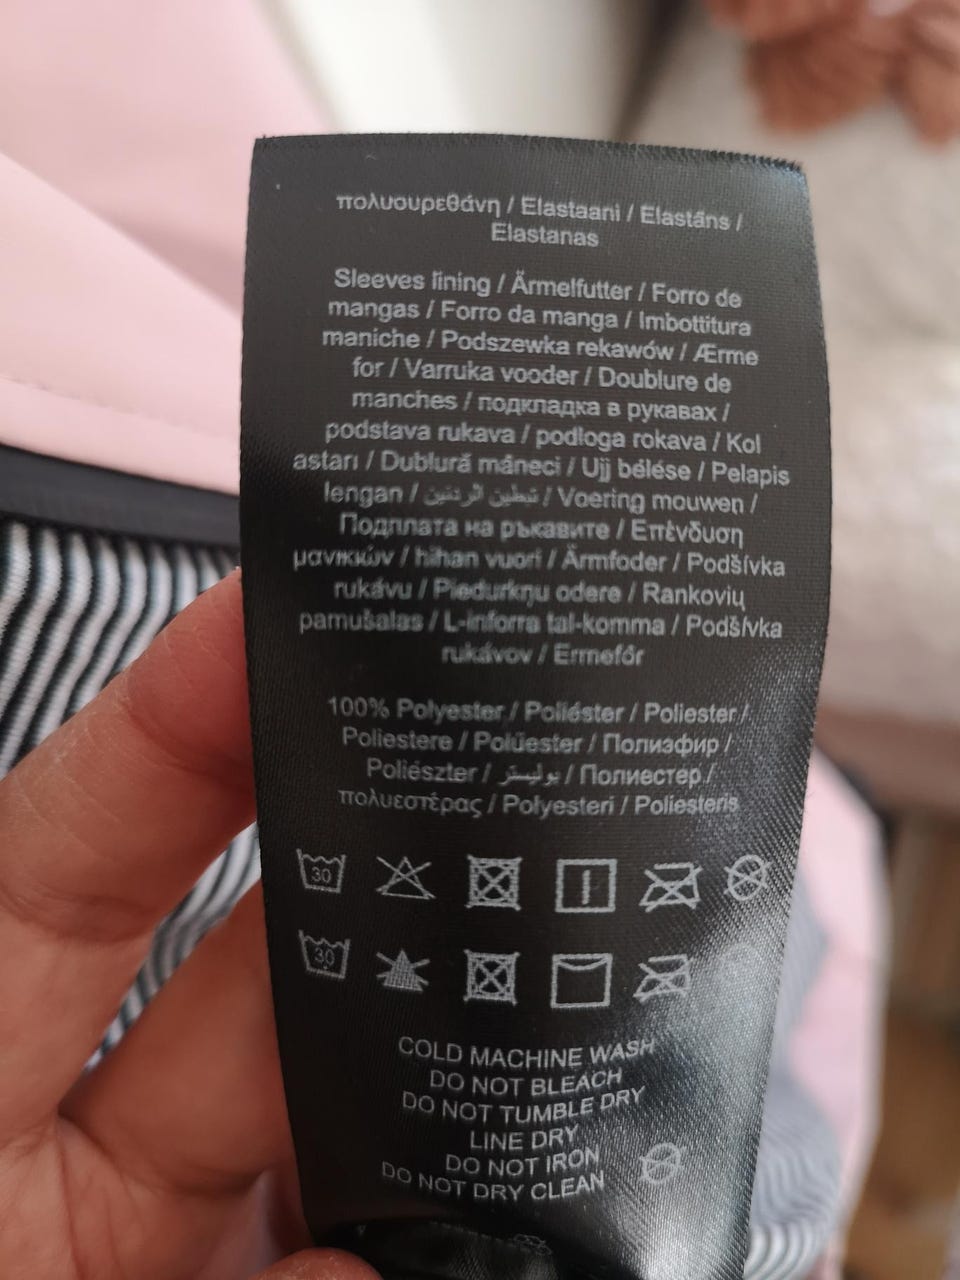 πολυουρεθάνη / Elastaani / Elastāns /
Elastanas
Sleeves lining / Ärmelfutter / Forro de
mangas / Forro da manga / Imbottitura
maniche / Podszewka rekawów / Ærme
for / Varruka vooder / Doublure de
manches / подкладка в рукавах /
podstava rukava / podloga rokava / Kol
astarı / Dublură mâneci / Ujj bélése / Pelapis
lengan / تبطين الردنين / Voering mouwen /
Подплата на ръкавите / Επένδυση
μανικιών / hihan vuori / Ärmfoder / Podšívka
rukávu / Piedurkņu odere / Rankovių
pamušalas / L-inforra tal-komma / Podšívka
rukávov / Ermefôr
100% Polyester / Poliéster / Poliester /
Poliestere / Polüester / Полиэфир /
Poliészter / بوليستر / Полиестер /
πολυεστέρας / Polyesteri / Poliesteris
30
30
COLD MACHINE WASH
DO NOT BLEACH
DO NOT TUMBLE DRY
LINE DRY
DO NOT IRON
DO NOT DRY CLEAN